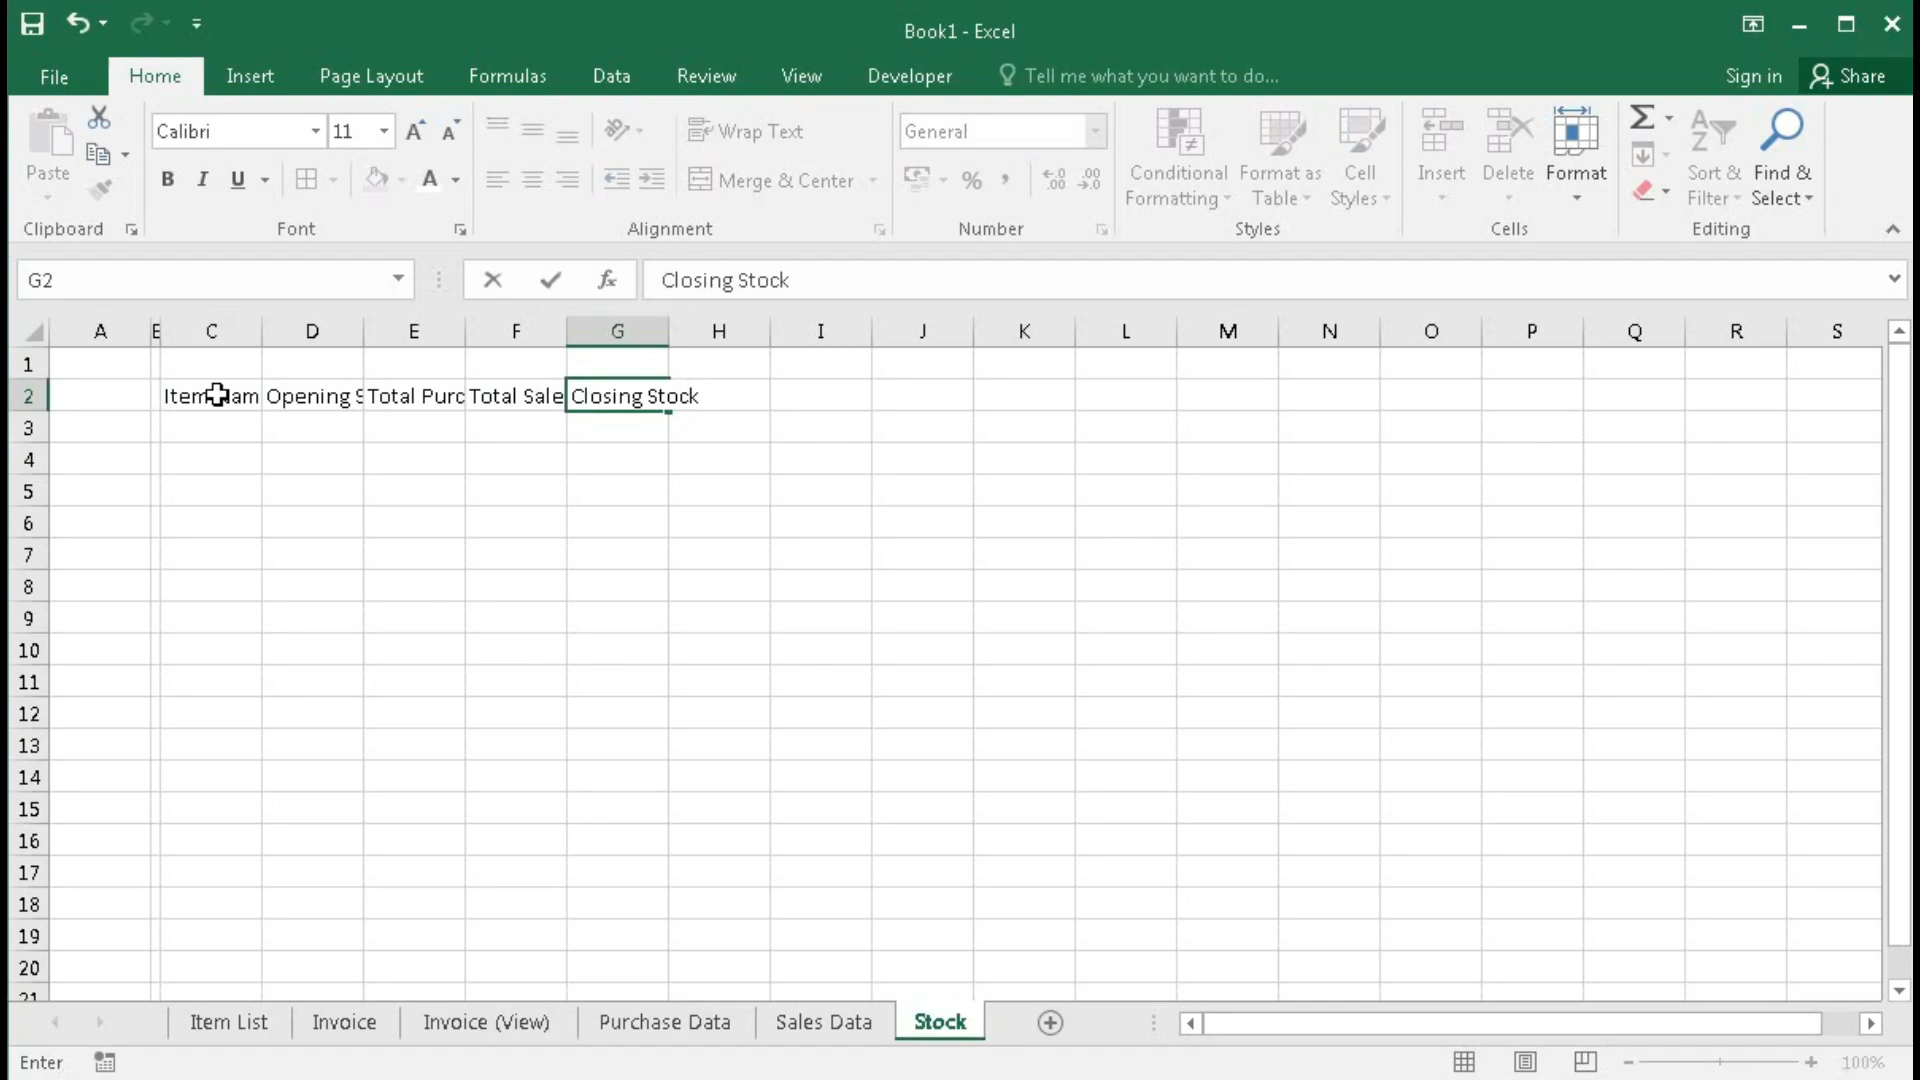 Book1 - Excel
File Home Insert Page Layout Formulas Data Review View Developer Tell me what you want to do... Sign in Share
Calibri 11 A A Wrap Text General
Paste B I U A Merge & Center % , Conditional Formatting Format as Table Cell Styles Insert Delete Format Sort & Filter Find & Select
Clipboard Font Alignment Number Styles Cells Editing
G2 fx Closing Stock
A C D E F G H I J K L M N O P Q R S
1
2 Opening S Total Purc Total Sale Closing Stock
3
4
5
6
7
8
9
10
11
12
13
14
15
16
17
18
19
20
21
Item List Invoice Invoice (View) Purchase Data Sales Data Stock
Enter 100%